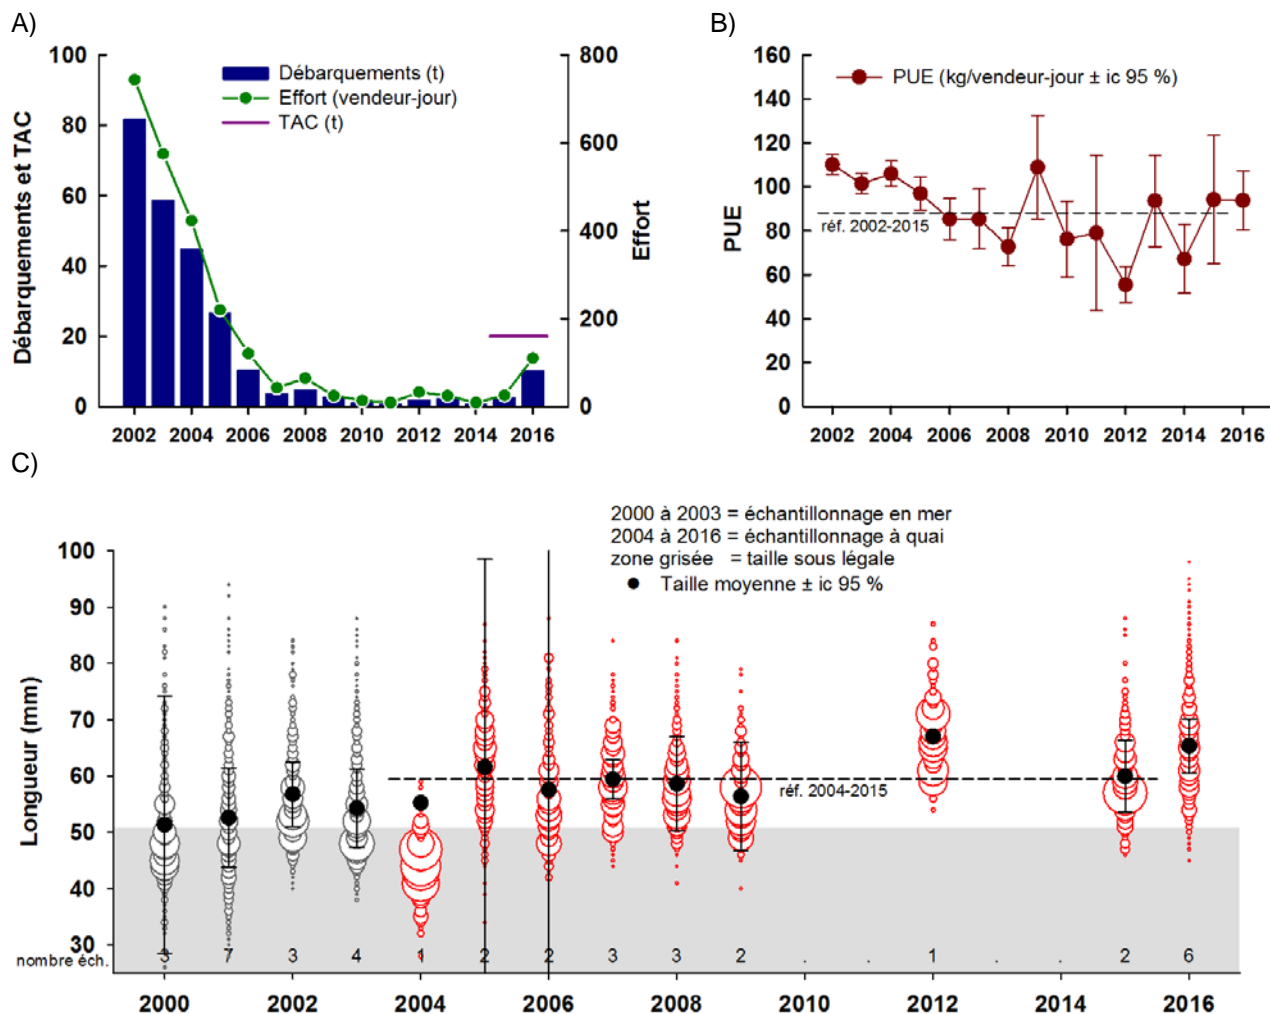 A)
100
80
60
40
20
0
Débarquements et TAC
Débarquements (t)
Effort (vendeur-jour)
TAC (t)
800
600
400
200
0
Effort
2002 2004 2006 2008 2010 2012 2014 2016
B)
160
140
120
100
80
60
40
20
0
PUE
PUE (kg/vendeur-jour ± ic 95 %)
réf. 2002-2015
2002 2004 2006 2008 2010 2012 2014 2016
C)
2000 à 2003 = échantillonnage en mer
2004 à 2016 = échantillonnage à quai
zone grisée = taille sous légale
Taille moyenne ± ic 95 %
100
90
80
70
60
50
40
30
Longueur (mm)
réf. 2004-2015
nombre éch. 3 7 3 4 1 2 2 3 3 2 . . 1 . . 2 6
2000 2002 2004 2006 2008 2010 2012 2014 2016